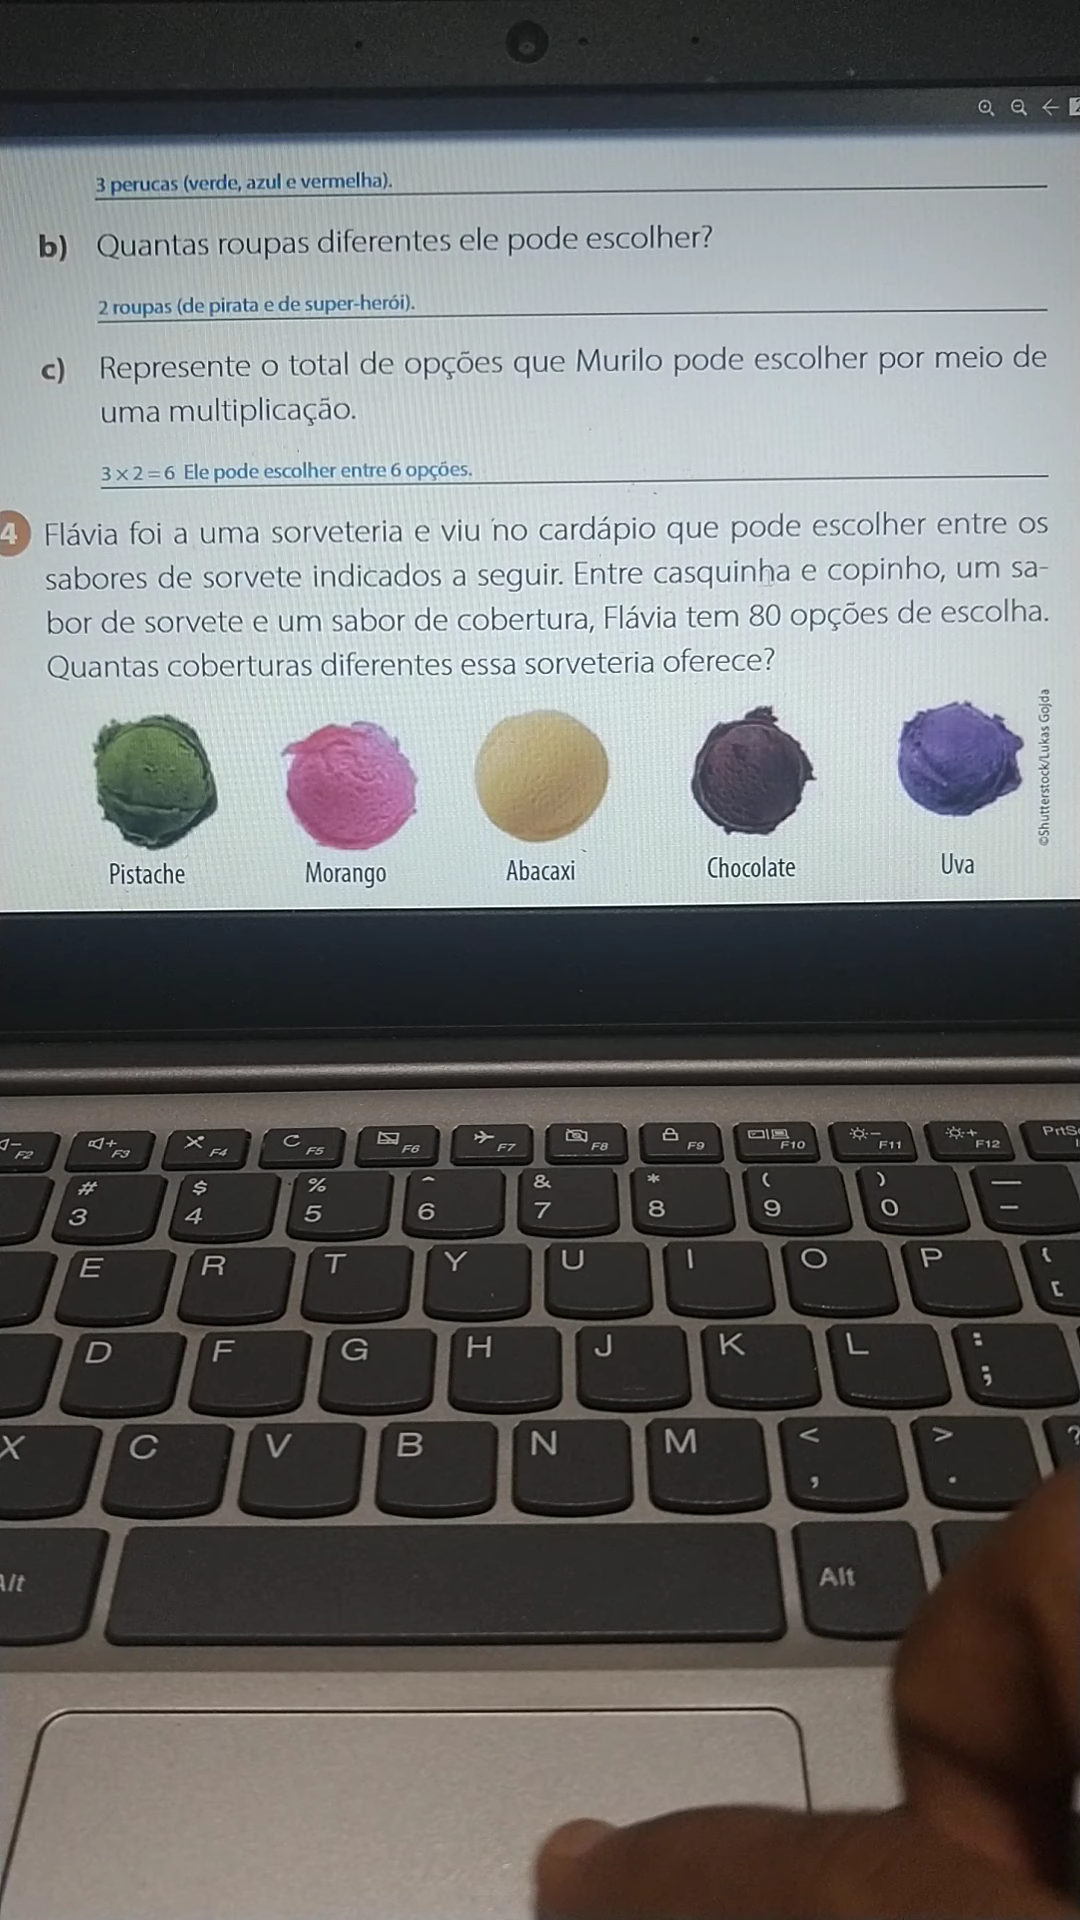 3 perucas (verde, azul e vermelha).
b) Quantas roupas diferentes ele pode escolher?
2 roupas (de pirata e de super-herói).
c) Represente o total de opções que Murilo pode escolher por meio de
uma multiplicação.
3 × 2 = 6 Ele pode escolher entre 6 opções.
4 Flávia foi a uma sorveteria e viu no cardápio que pode escolher entre os
sabores de sorvete indicados a seguir. Entre casquinha e copinho, um sa-
bor de sorvete e um sabor de cobertura, Flávia tem 80 opções de escolha.
Quantas coberturas diferentes essa sorveteria oferece?
©Shutterstock/Lukas Gojda
Pistache Morango Abacaxi Chocolate Uva
F2 F3 F4 F5 F6 F7 F8 F9 F10 F11 F12 PrtS
# $ % ^ & * ( ) —
3 4 5 6 7 8 9 0 –
E R T Y U I O P { [
D F G H J K L : ;
X C V B N M < , > . ?
Alt Alt